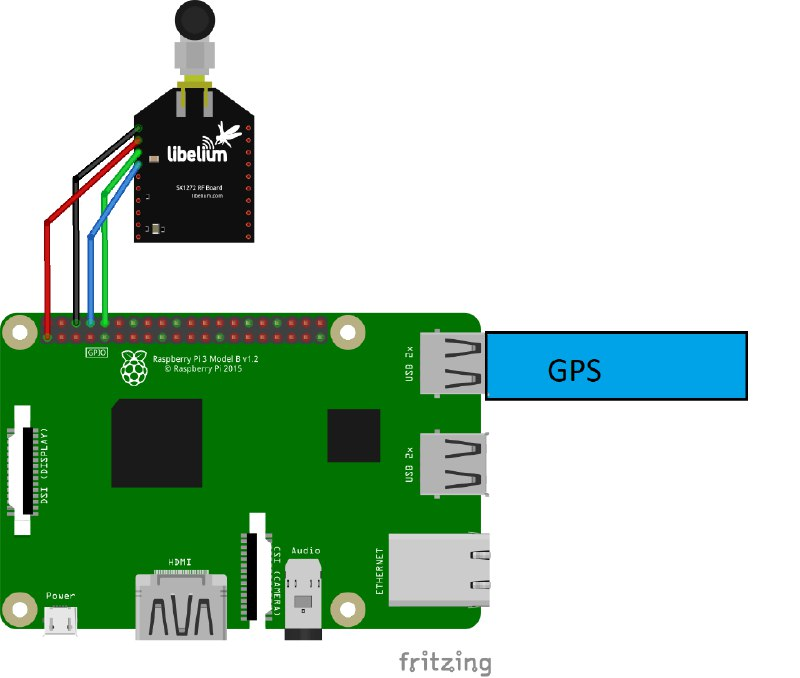 libelium
SX1272 RF Board
libelium.com
GPIO
Raspberry Pi 3 Model B v1.2
© Raspberry Pi 2015
USB 2x
GPS
DSI (DISPLAY)
USB 2x
HDMI
CSI (CAMERA)
Audio
ETHERNET
Power
fritzing